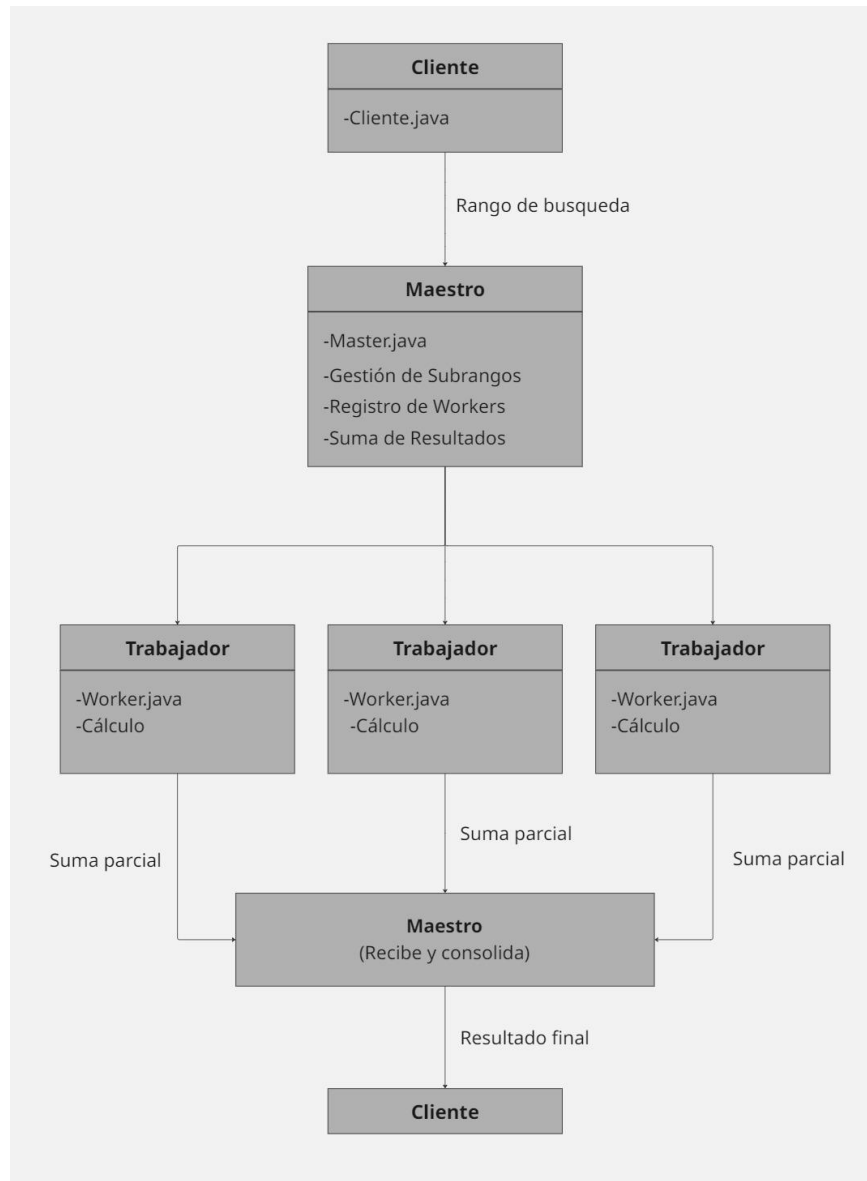 Cliente
-Cliente.java
Rango de busqueda
Maestro
-Master.java
-Gestión de Subrangos
-Registro de Workers
-Suma de Resultados
Trabajador
-Worker.java
-Cálculo
Trabajador
-Worker.java
-Cálculo
Trabajador
-Worker.java
-Cálculo
Suma parcial
Suma parcial
Suma parcial
Maestro
(Recibe y consolida)
Resultado final
Cliente